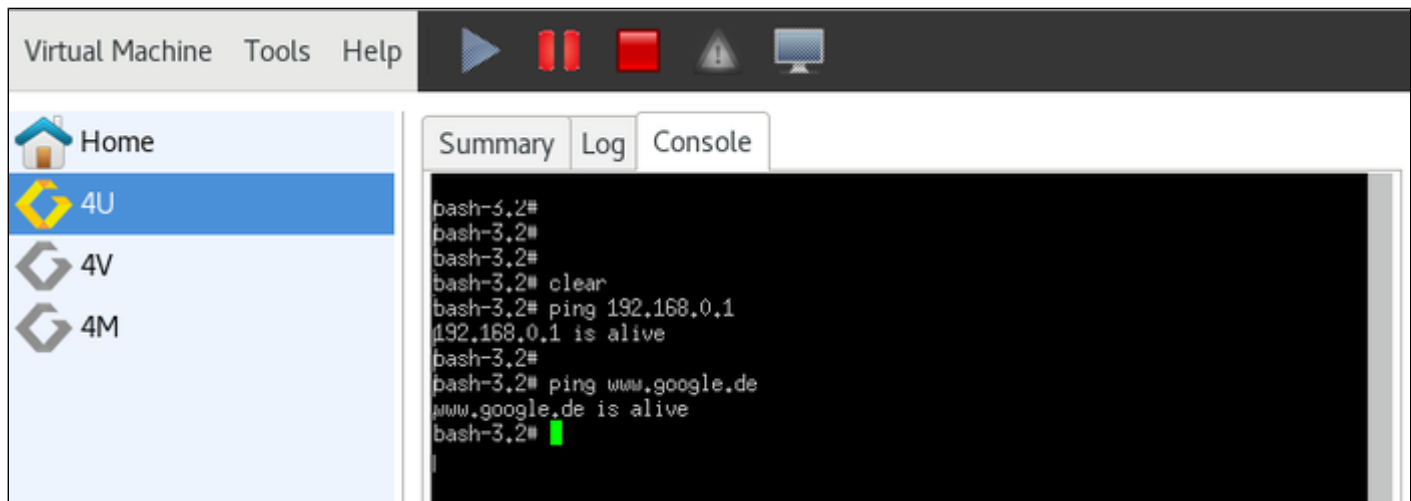 Virtual Machine Tools Help
Home
4U
4V
4M
Summary Log Console
bash-3.2#
bash-3.2#
bash-3.2#
bash-3.2# clear
bash-3.2# ping 192.168.0.1
192.168.0.1 is alive
bash-3.2#
bash-3.2# ping www.google.de
www.google.de is alive
bash-3.2#